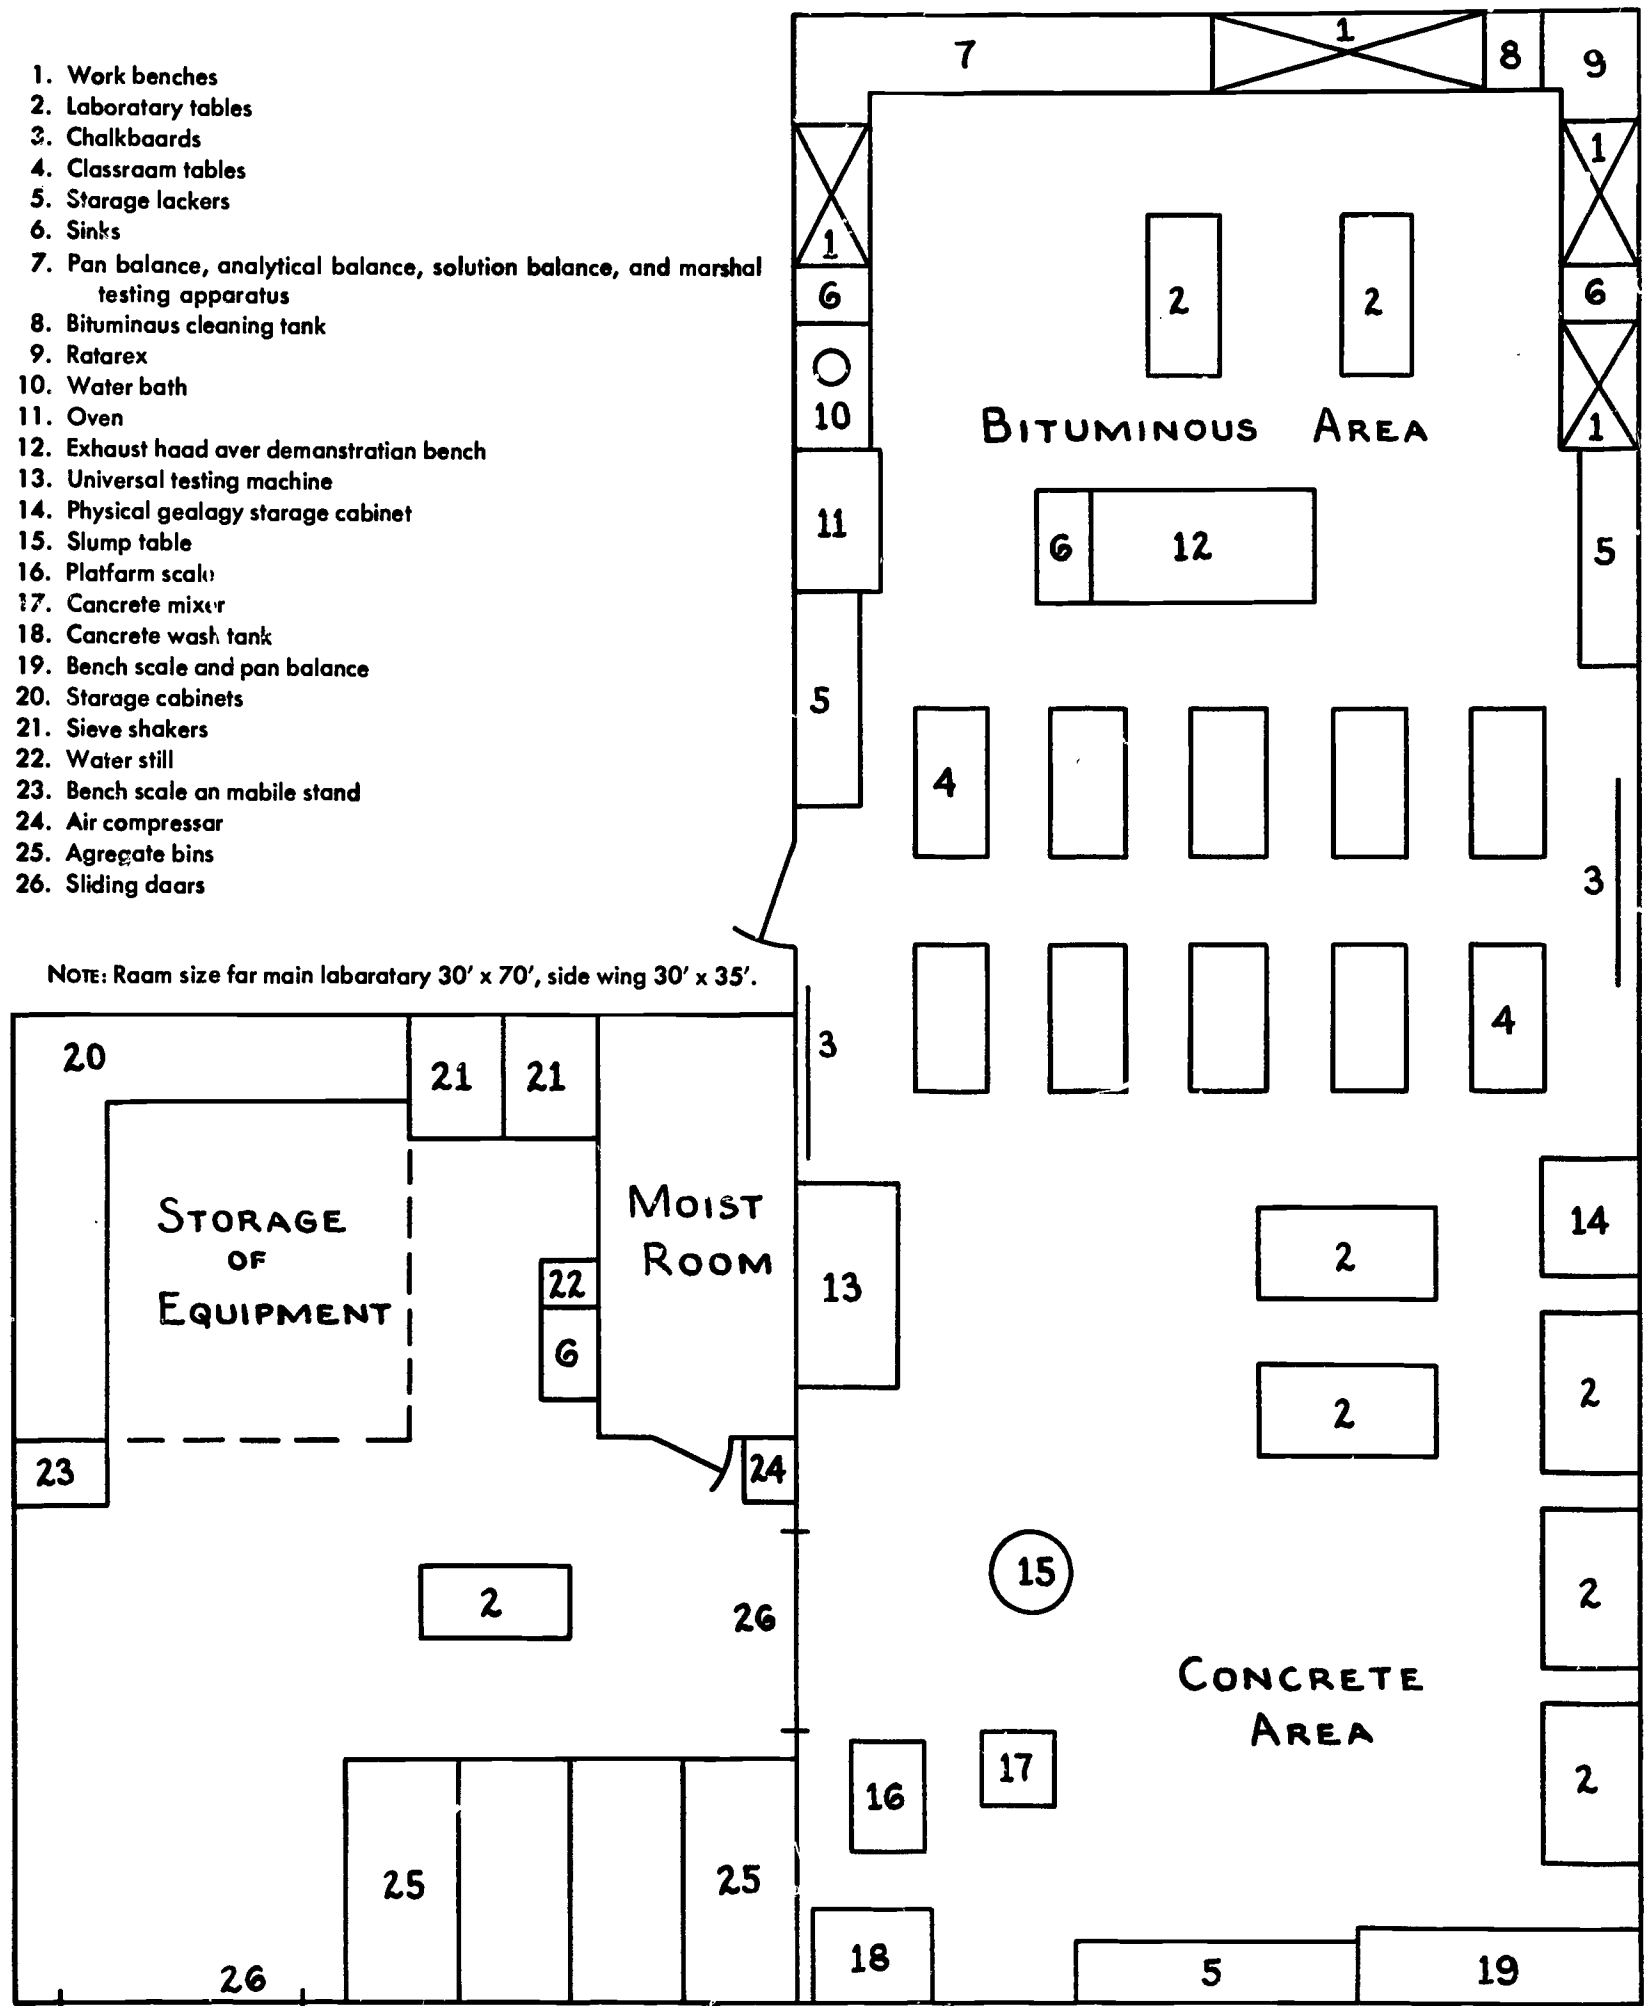 1. Work benches
2. Laboratary tables
3. Chalkbaards
4. Classraam tables
5. Starage lackers
6. Sinks
7. Pan balance, analytical balance, solution balance, and marshal
testing apparatus
8. Bituminaus cleaning tank
9. Ratarex
10. Water bath
11. Oven
12. Exhaust haad aver demanstratian bench
13. Universal testing machine
14. Physical gealagy starage cabinet
15. Slump table
16. Platfarm scale
17. Cancrete mixer
18. Cancrete wash tank
19. Bench scale and pan balance
20. Starage cabinets
21. Sieve shakers
22. Water still
23. Bench scale an mabile stand
24. Air compressar
25. Agregate bins
26. Sliding daars
NOTE: Raam size far main labaratary 30' x 70', side wing 30' x 35'.
7 1 8 9
1 1
6 2 2 6
10 1
BITUMINOUS AREA
11 6 12 5
5
4
3
3 4
20 21 21
STORAGE
OF
EQUIPMENT
MOIST
ROOM
22
6
13 2 14
2 2
23 24
2 26
15 2
CONCRETE
AREA
16 17 2
25 25
26 18 5 19